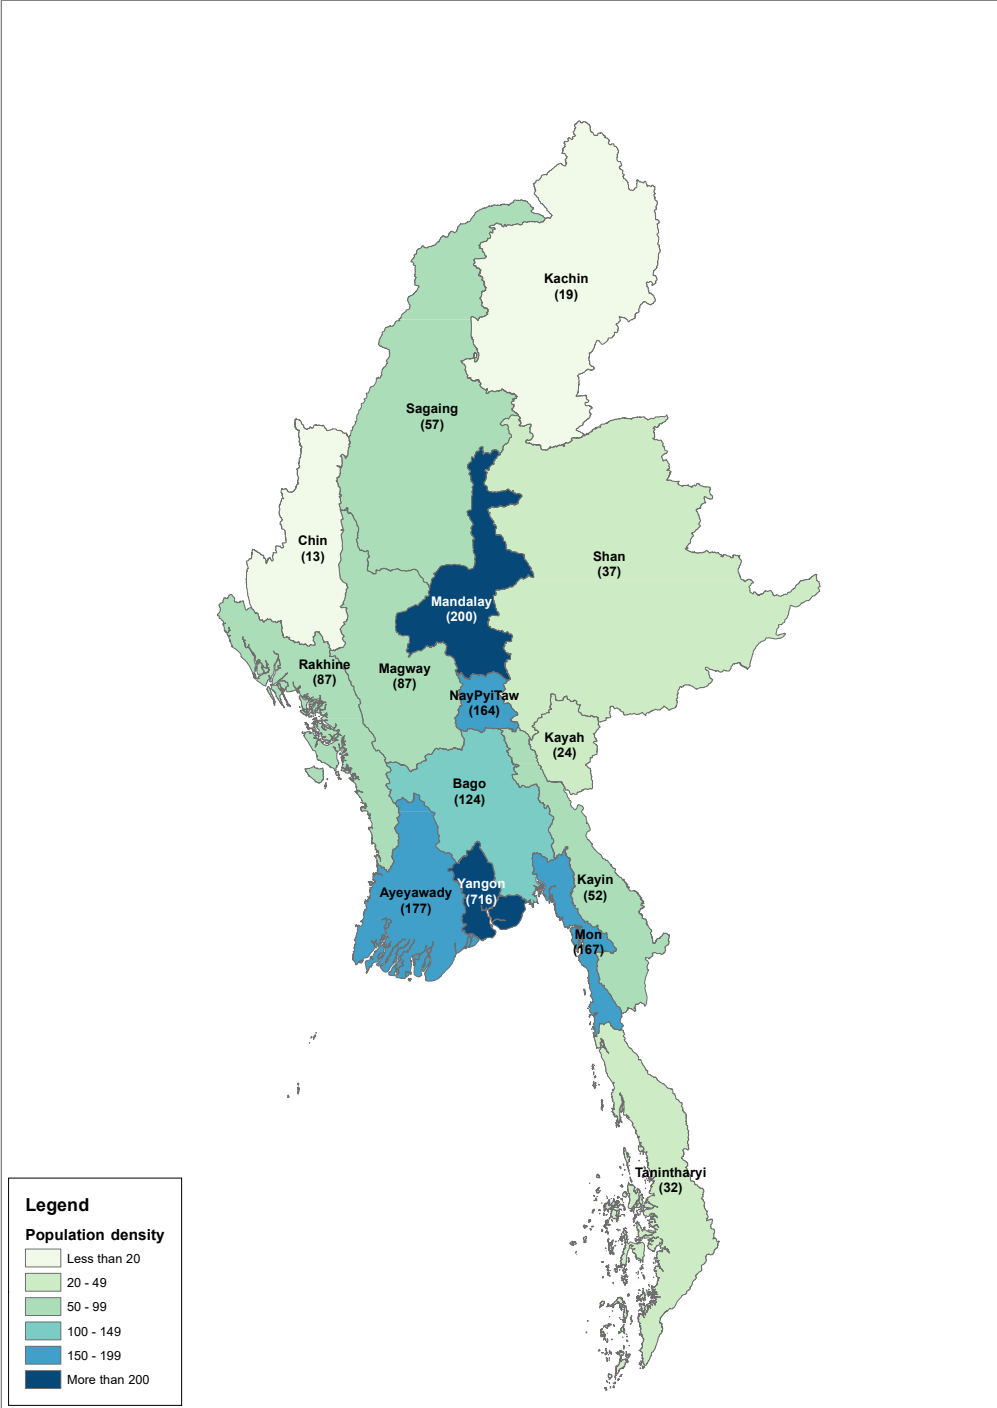 Kachin
(19)
Sagaing
(57)
Chin
(13)
Shan
(37)
Mandalay
(200)
Rakhine
(87)
Magway
(87)
NayPyiTaw
(164)
Kayah
(24)
Bago
(124)
Yangon
(716)
Ayeyawady
(177)
Kayin
(52)
Mon
(167)
Tanintharyi
(32)
Legend
Population density
Less than 20
20 - 49
50 - 99
100 - 149
150 - 199
More than 200